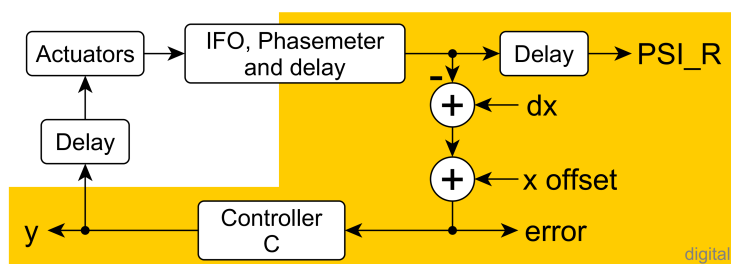 IFO, Phasemeter
and delay
Actuators
Delay
PSI_R
-
+
dx
Delay
+
x offset
Controller
C
y
error
digital